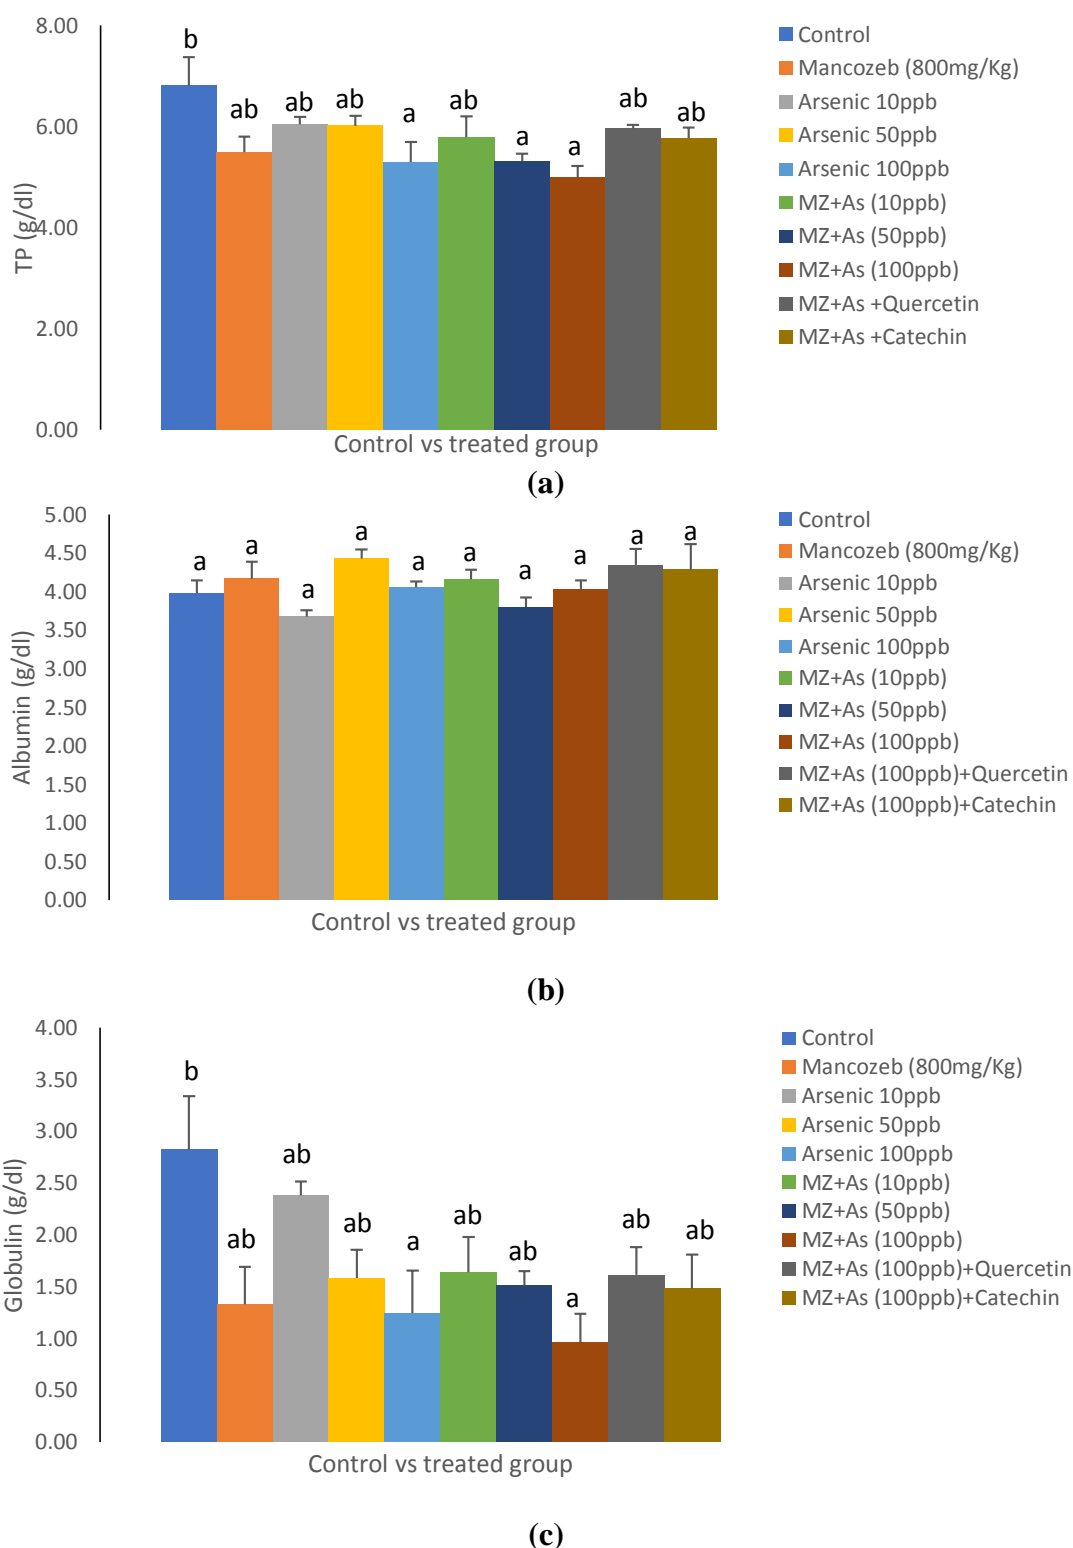 8.00
6.00
4.00
2.00
0.00
TP (g/dl)
b
ab
ab
ab
a
ab
a
a
ab
ab
Control vs treated group
Control
Mancozeb (800mg/Kg)
Arsenic 10ppb
Arsenic 50ppb
Arsenic 100ppb
MZ+As (10ppb)
MZ+As (50ppb)
MZ+As (100ppb)
MZ+As +Quercetin
MZ+As +Catechin
(a)
5.00
4.50
4.00
3.50
3.00
2.50
2.00
1.50
1.00
0.50
0.00
Albumin (g/dl)
a
a
a
a
a
a
a
a
a
a
Control vs treated group
Control
Mancozeb (800mg/Kg)
Arsenic 10ppb
Arsenic 50ppb
Arsenic 100ppb
MZ+As (10ppb)
MZ+As (50ppb)
MZ+As (100ppb)
MZ+As (100ppb)+Quercetin
MZ+As (100ppb)+Catechin
(b)
4.00
3.50
3.00
2.50
2.00
1.50
1.00
0.50
0.00
Globulin (g/dl)
b
ab
ab
ab
a
ab
ab
a
ab
ab
Control vs treated group
Control
Mancozeb (800mg/Kg)
Arsenic 10ppb
Arsenic 50ppb
Arsenic 100ppb
MZ+As (10ppb)
MZ+As (50ppb)
MZ+As (100ppb)
MZ+As (100ppb)+Quercetin
MZ+As (100ppb)+Catechin
(c)